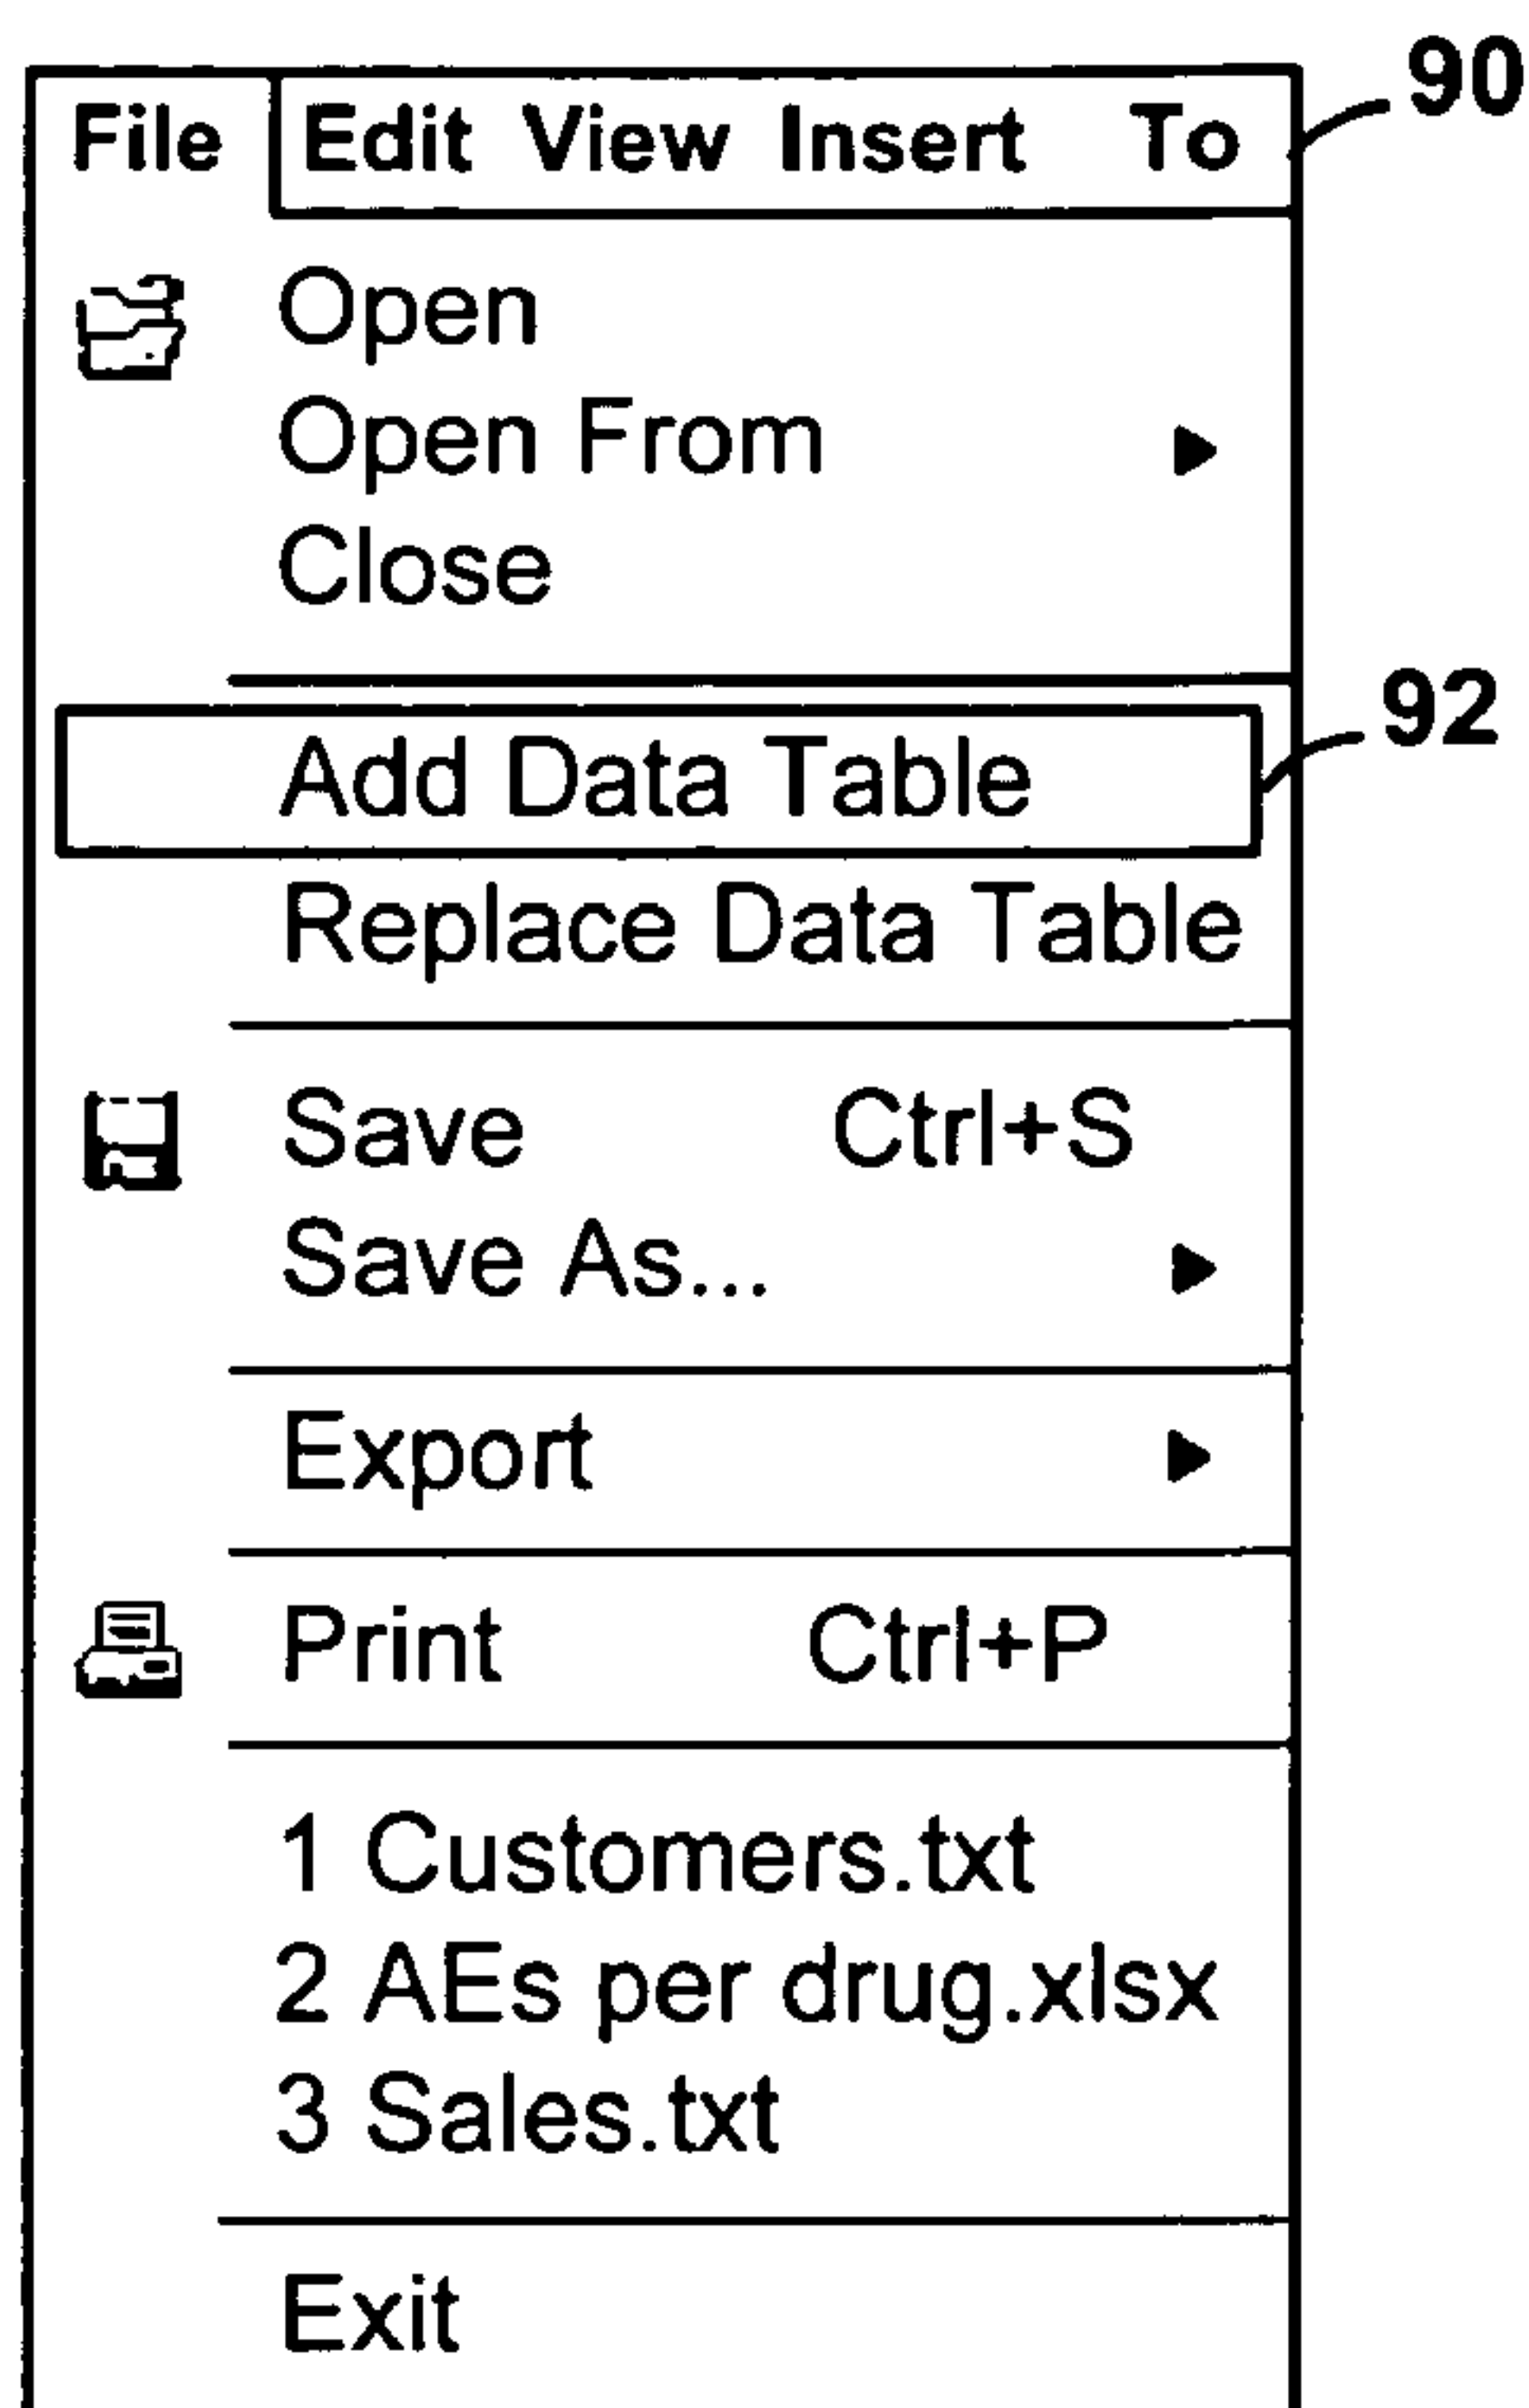 90
File Edit View Insert To
Open
Open From
Close
92
Add Data Table
Replace Data Table
Save Ctrl+S
Save As...
Export
Print Ctrl+P
1 Customers.txt
2 AEs per drug.xlsx
3 Sales.txt
Exit